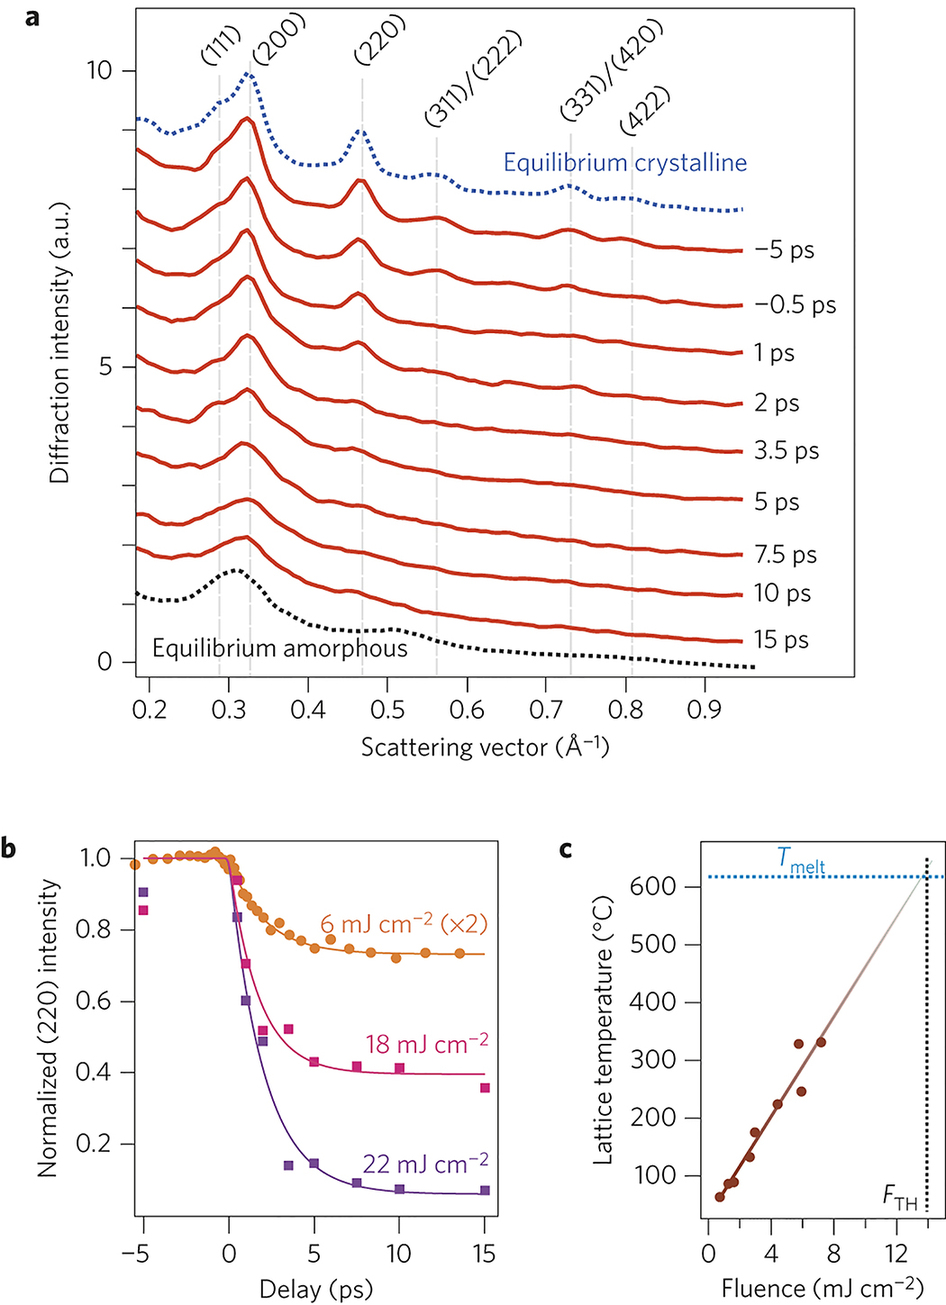 a
(111)
(200)
(220)
(311)/(222)
(331)/(420)
(422)
10
5
0
Diffraction intensity (a.u.)
Equilibrium crystalline
−5 ps
−0.5 ps
1 ps
2 ps
3.5 ps
5 ps
7.5 ps
10 ps
15 ps
Equilibrium amorphous
0.2 0.3 0.4 0.5 0.6 0.7 0.8 0.9
Scattering vector (Å⁻¹)
b
1.0
0.8
0.6
0.4
0.2
Normalized (220) intensity
6 mJ cm⁻² (×2)
18 mJ cm⁻²
22 mJ cm⁻²
−5 0 5 10 15
Delay (ps)
c
600
500
400
300
200
100
Lattice temperature (°C)
Tmelt
FTH
0 4 8 12
Fluence (mJ cm⁻²)